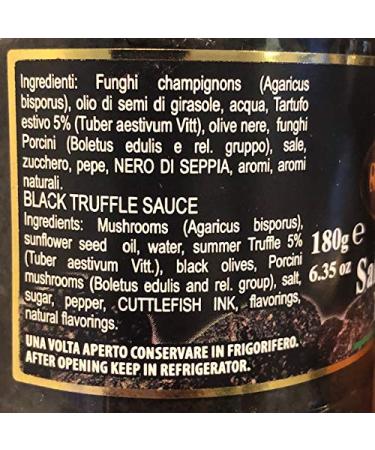 Ingredienti: Funghi champignons (Agaricus
bisporus), olio di semi di girasole, acqua, Tartufo
estivo 5% (Tuber aestivum Vitt), olive nere, funghi
Porcini (Boletus edulis e rel. gruppo), sale,
zucchero, pepe, NERO DI SEPPIA, aromi, aromi
naturali.
BLACK TRUFFLE SAUCE
Ingredients: Mushrooms (Agaricus bisporus),
sunflower seed oil, water, summer Truffle 5%
(Tuber aestivum Vitt.), black olives, Porcini
mushrooms (Boletus edulis and rel. group), salt,
sugar, pepper, CUTTLEFISH INK, flavorings,
natural flavorings.
UNA VOLTA APERTO CONSERVARE IN FRIGORIFERO.
AFTER OPENING KEEP IN REFRIGERATOR.
180g e
6.35 oz